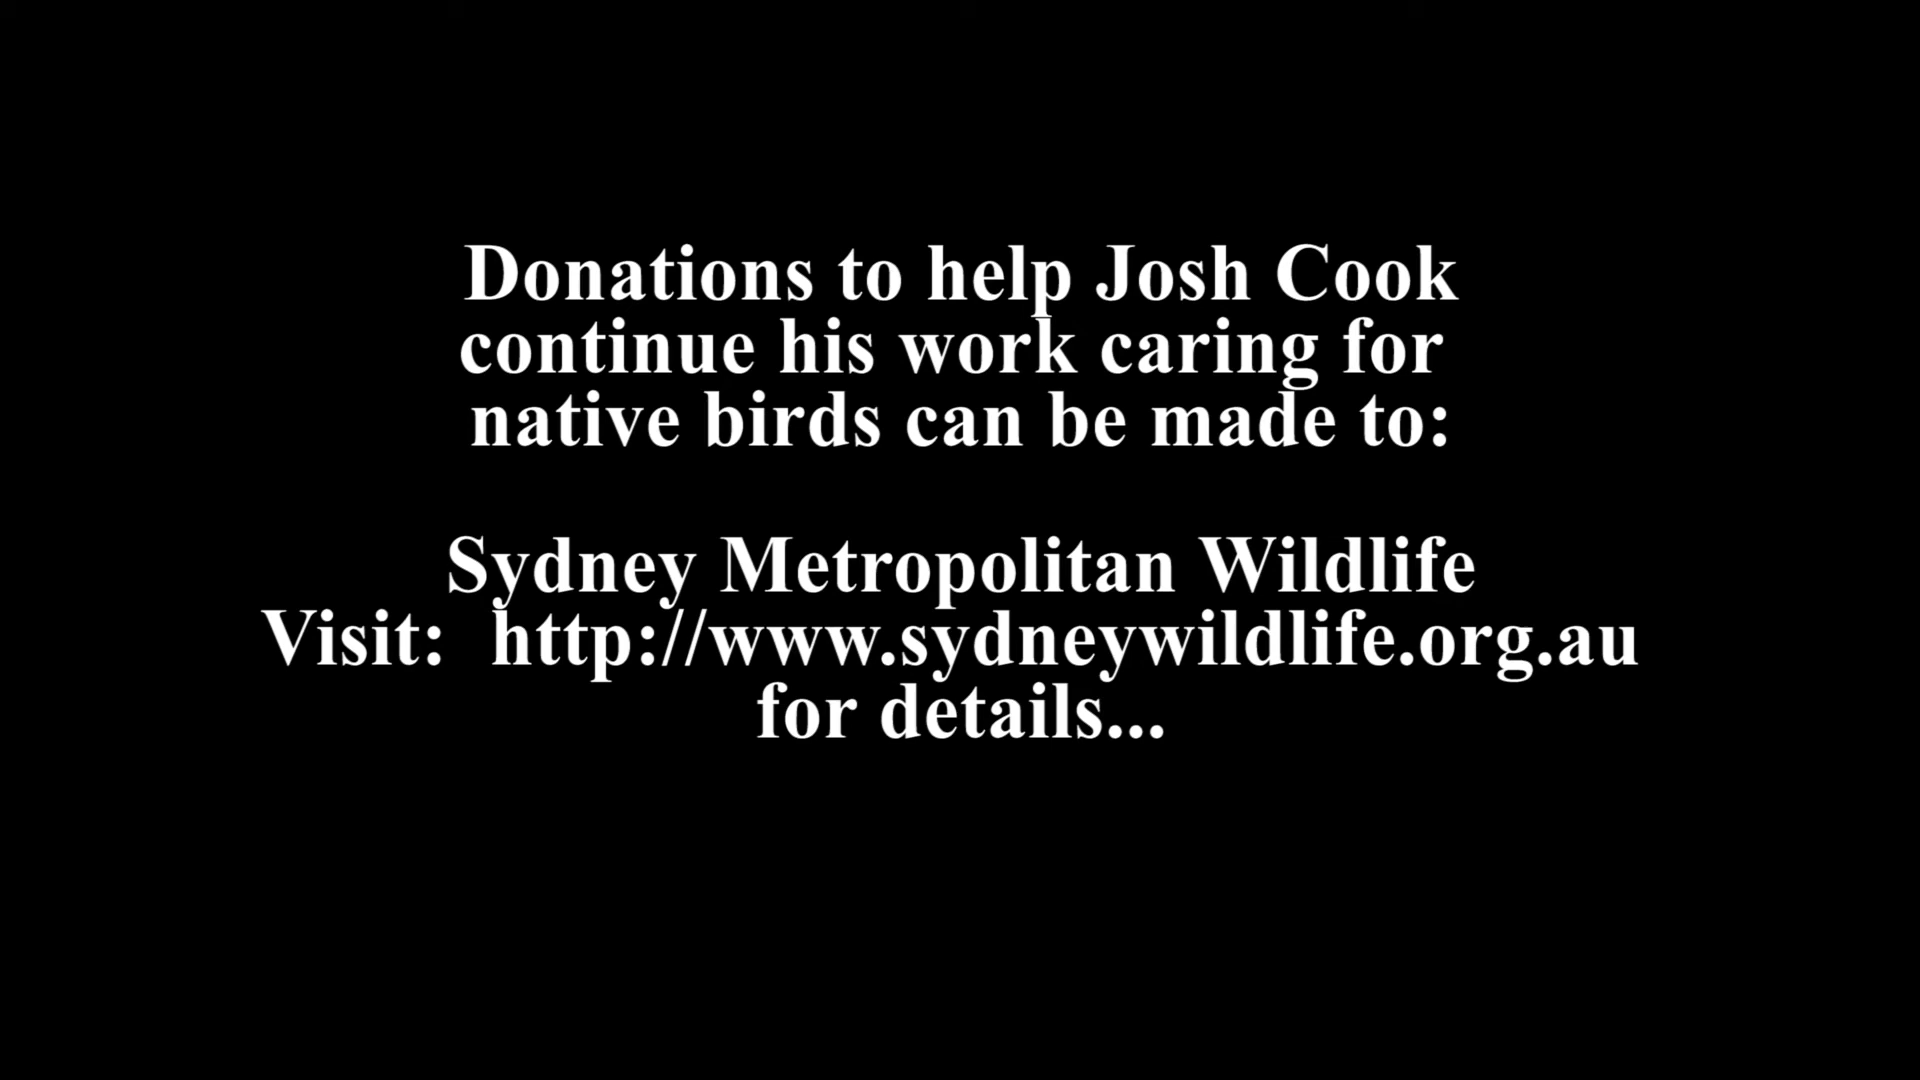 Donations to help Josh Cook
continue his work caring for
native birds can be made to:
Sydney Metropolitan Wildlife
Visit:  http://www.sydneywildlife.org.au
for details...